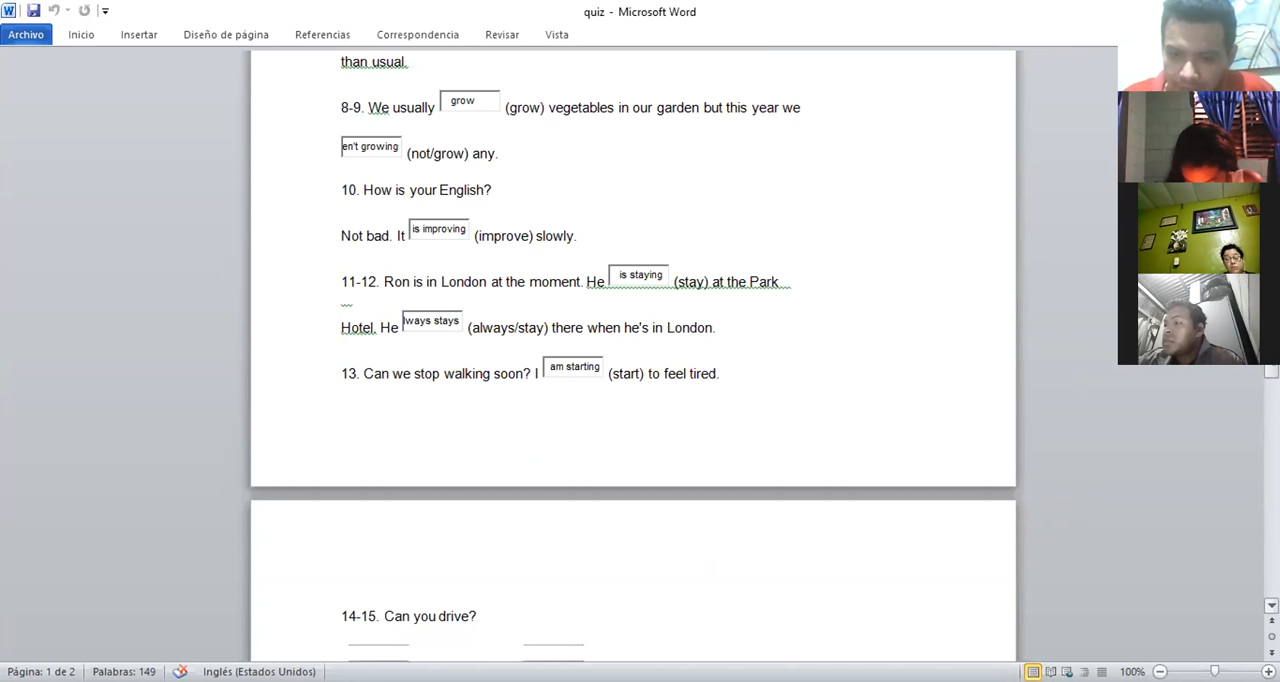 quiz - Microsoft Word
Archivo Inicio Insertar Diseño de página Referencias Correspondencia Revisar Vista
than usual.
8-9. We usually grow (grow) vegetables in our garden but this year we
en't growing (not/grow) any.
10. How is your English?
Not bad. It is improving (improve) slowly.
11-12. Ron is in London at the moment. He is staying (stay) at the Park
Hotel. He lways stays (always/stay) there when he's in London.
13. Can we stop walking soon? I am starting (start) to feel tired.
14-15. Can you drive?
Página: 1 de 2 Palabras: 149 Inglés (Estados Unidos) 100%